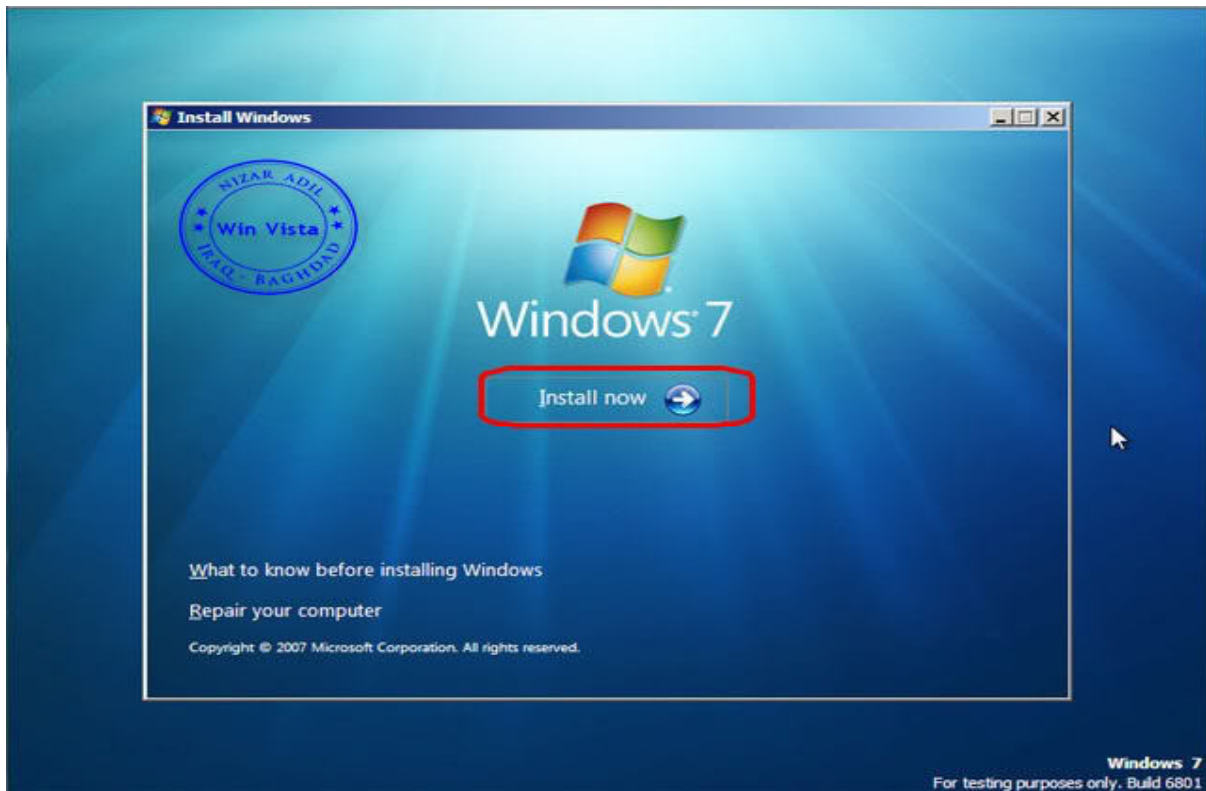 Install Windows
NIZAR ADIL
Win Vista
IRAQ - BAGHDAD
Windows® 7
Install now
What to know before installing Windows
Repair your computer
Copyright © 2007 Microsoft Corporation. All rights reserved.
Windows 7
For testing purposes only. Build 6801